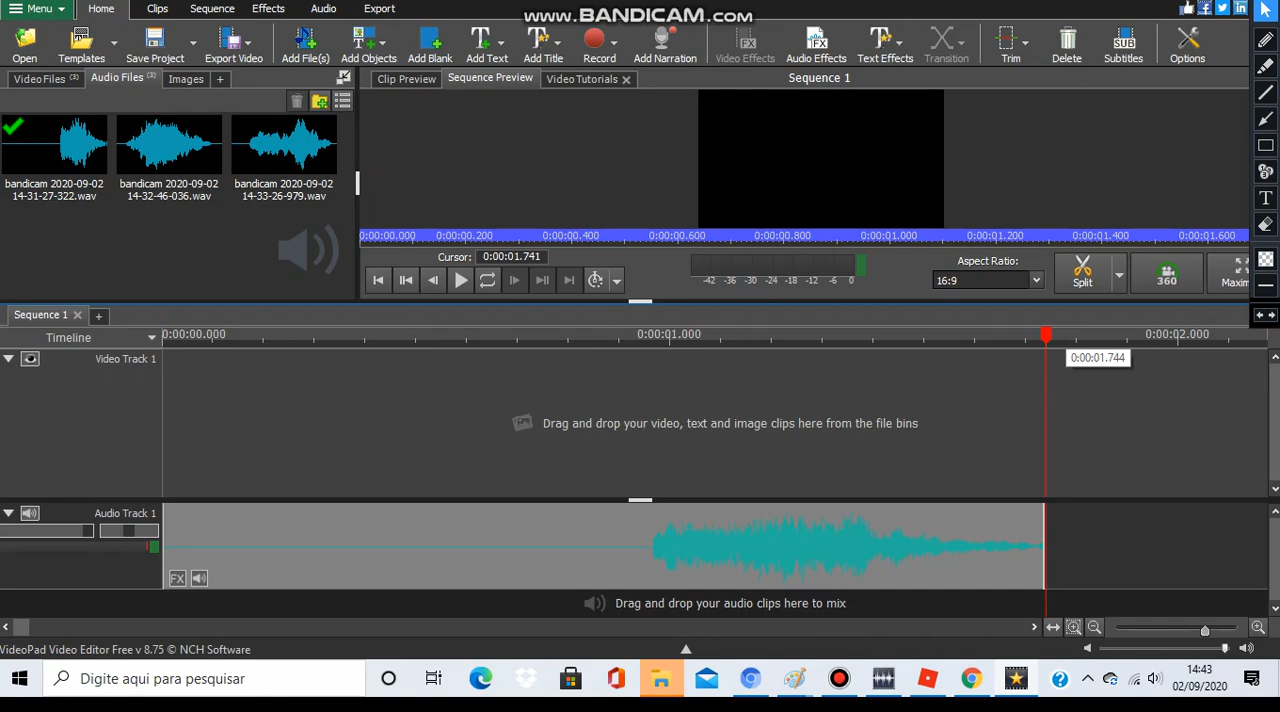 Menu Home Clips Sequence Effects Audio Export
www.BANDICAM.com
Open Templates Save Project Export Video Add File(s) Add Objects Add Blank Add Text Add Title Record Add Narration Video Effects Audio Effects Text Effects Transition Trim Delete Subtitles Options
Video Files (3) Audio Files (3) Images + Clip Preview Sequence Preview Video Tutorials Sequence 1
bandicam 2020-09-02 14-31-27-322.wav
bandicam 2020-09-02 14-32-46-036.wav
bandicam 2020-09-02 14-33-26-979.wav
0:00:00.000 0:00:00.200 0:00:00.400 0:00:00.600 0:00:00.800 0:00:01.000 0:00:01.200 0:00:01.400 0:00:01.600
Cursor: 0:00:01.741
-42 -36 -30 -24 -18 -12 -6 0
Aspect Ratio:
16:9
Split 360 Maxim
Sequence 1 +
Timeline 0:00:00.000 0:00:01.000 0:00:02.000
0:00:01.744
Video Track 1
Drag and drop your video, text and image clips here from the file bins
Audio Track 1
FX
Drag and drop your audio clips here to mix
VideoPad Video Editor Free v 8.75 © NCH Software
Digite aqui para pesquisar
14:43
02/09/2020